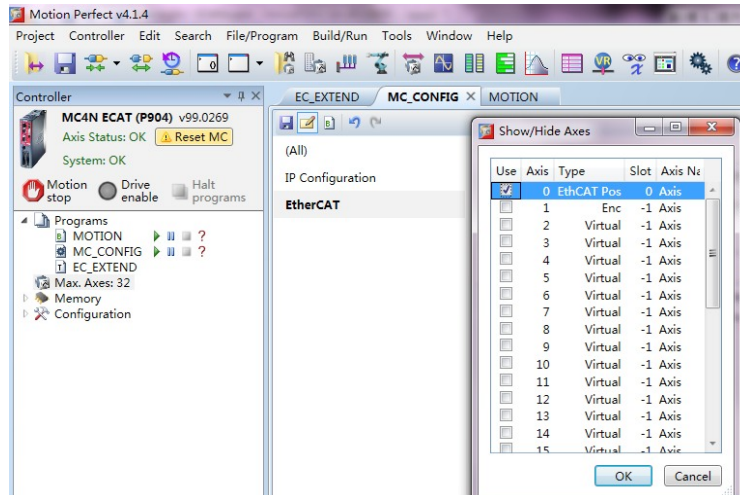 Motion Perfect v4.1.4
Project Controller Edit Search File/Program Build/Run Tools Window Help
Controller
MC4N ECAT (P904) v99.0269
Axis Status: OK Reset MC
System: OK
Motion stop Drive enable Halt programs
Programs
MOTION
MC_CONFIG
EC_EXTEND
Max. Axes: 32
Memory
Configuration
EC_EXTEND MC_CONFIG MOTION
(All)
IP Configuration
EtherCAT
Show/Hide Axes
Use Axis Type Slot Axis Na
0 EthCAT Pos 0 Axis
1 Enc -1 Axis
2 Virtual -1 Axis
3 Virtual -1 Axis
4 Virtual -1 Axis
5 Virtual -1 Axis
6 Virtual -1 Axis
7 Virtual -1 Axis
8 Virtual -1 Axis
9 Virtual -1 Axis
10 Virtual -1 Axis
11 Virtual -1 Axis
12 Virtual -1 Axis
13 Virtual -1 Axis
14 Virtual -1 Axis
15 Virtual -1 Axis
OK Cancel